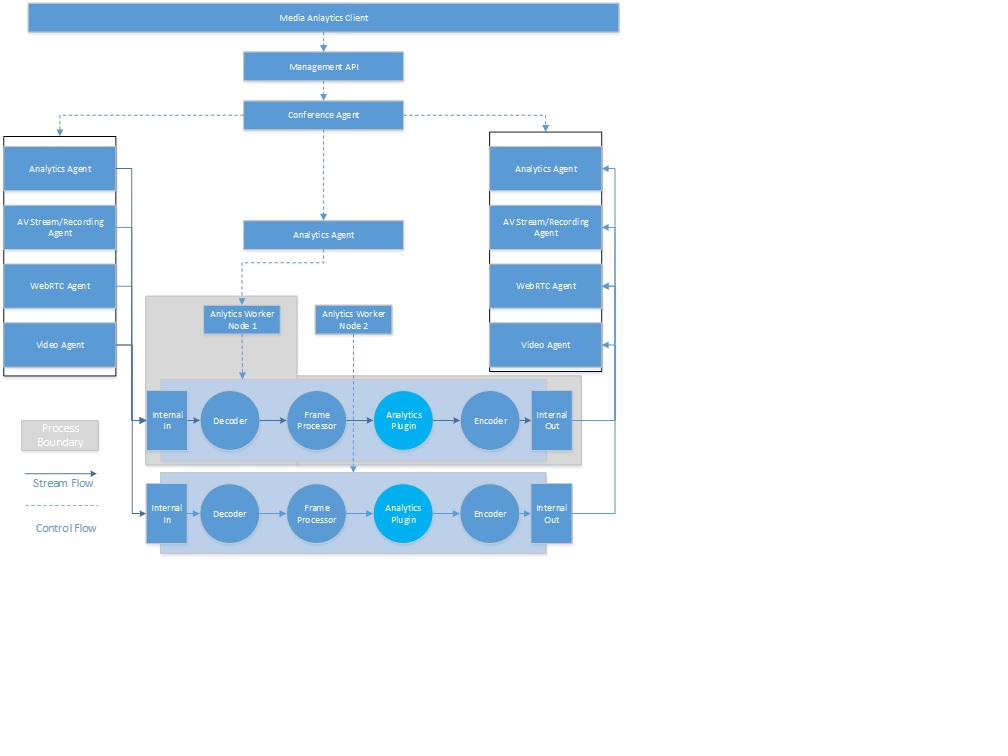 Media Anlaytics Client
Management API
Conference Agent
Analytics Agent
AV Stream/Recording
Agent
WebRTC Agent
Video Agent
Analytics Agent
Analytics Agent
AV Stream/Recording
Agent
WebRTC Agent
Video Agent
Anlytics Worker
Node 1
Anlytics Worker
Node 2
Internal
In
Decoder
Frame
Processor
Analytics
Plugin
Encoder
Internal
Out
Process
Boundary
Stream Flow
Control Flow
Internal
In
Decoder
Frame
Processor
Analytics
Plugin
Encoder
Internal
Out